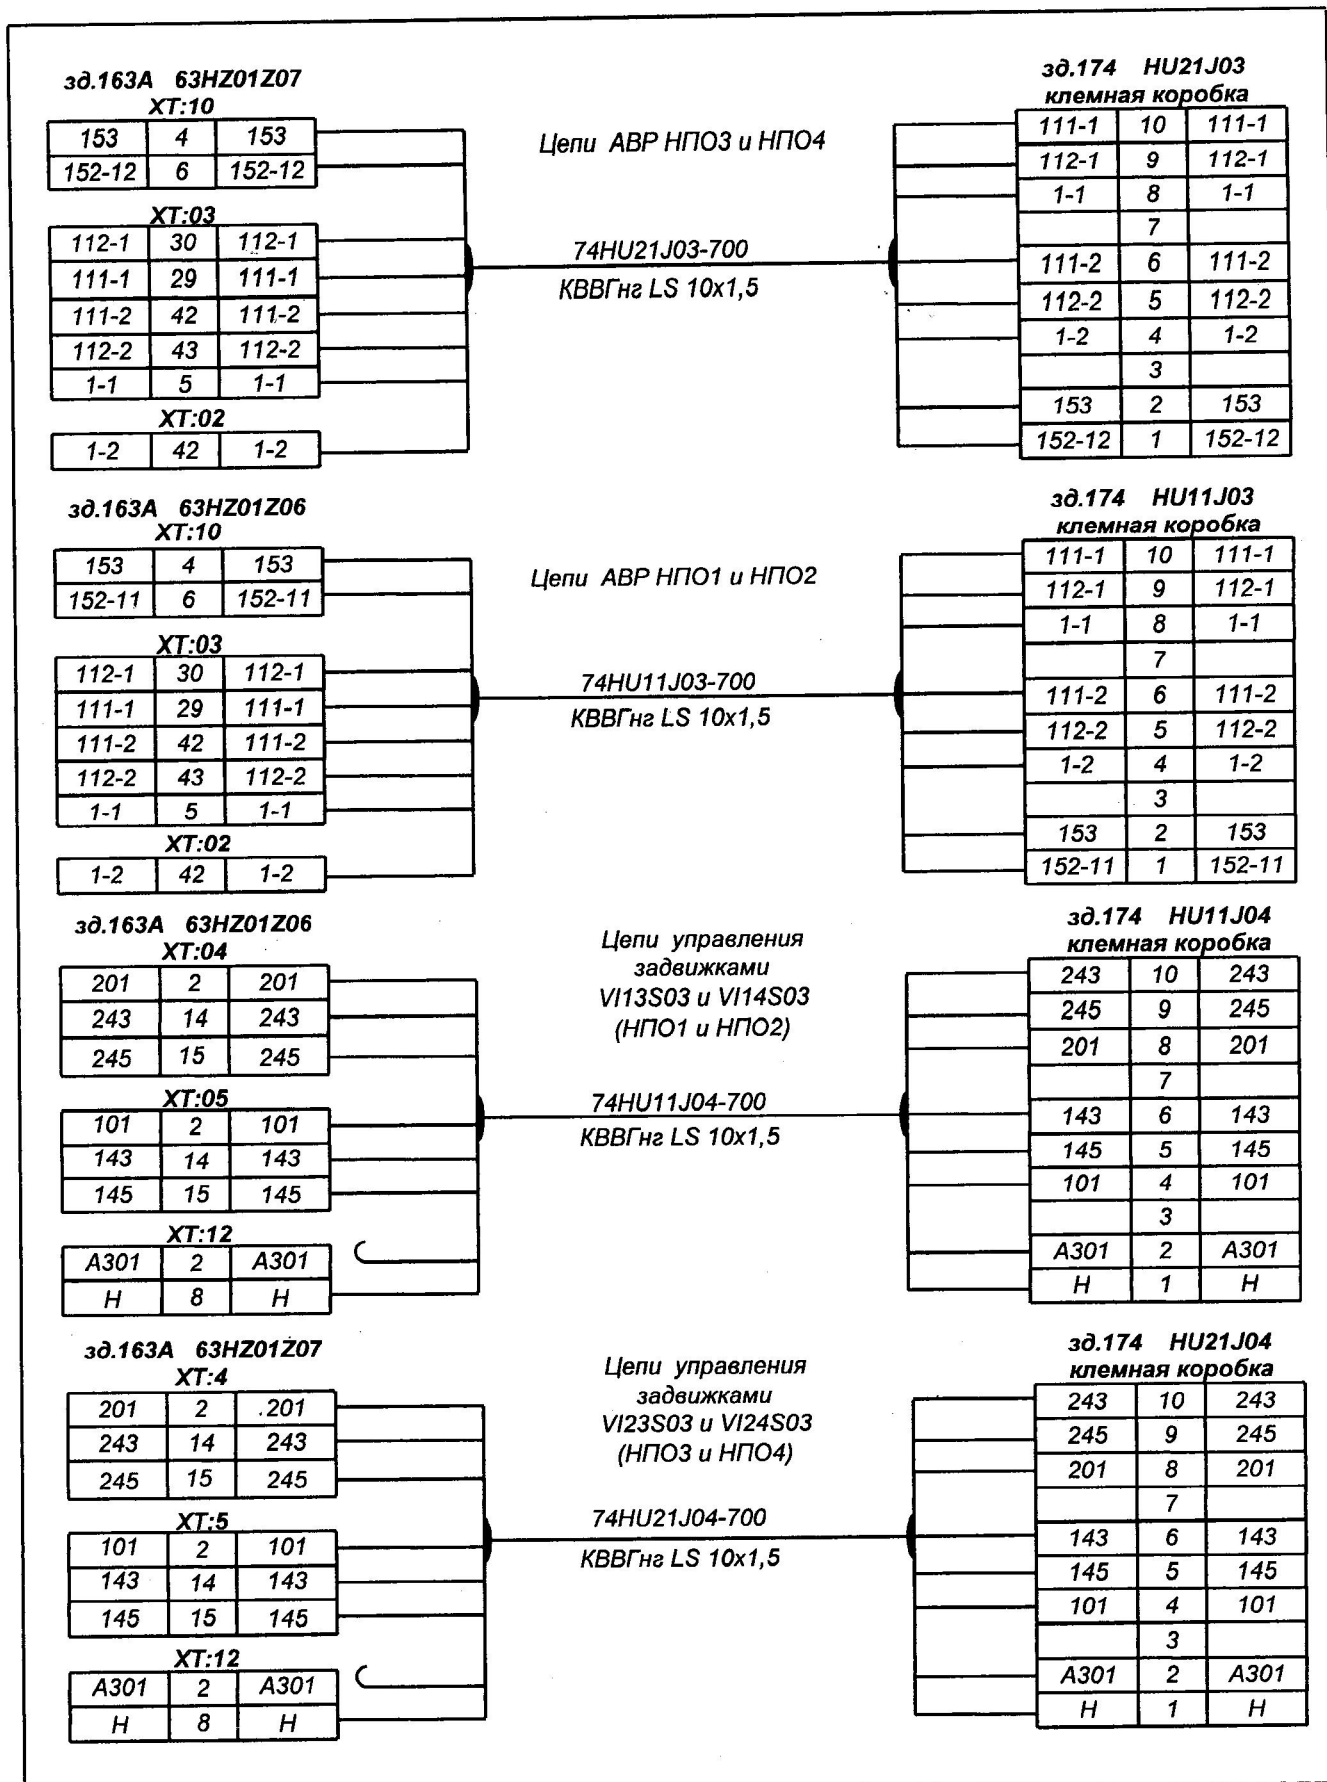 зд.163А 63HZ01Z07
XT:10
153 4 153
152-12 6 152-12
XT:03
112-1 30 112-1
111-1 29 111-1
111-2 42 111-2
112-2 43 112-2
1-1 5 1-1
XT:02
1-2 42 1-2
Цепи АВР НПО3 и НПО4
74HU21J03-700
КВВГнг LS 10x1,5
зд.174 HU21J03
клемная коробка
111-1 10 111-1
112-1 9 112-1
1-1 8 1-1
7
111-2 6 111-2
112-2 5 112-2
1-2 4 1-2
3
153 2 153
152-12 1 152-12
зд.163А 63HZ01Z06
XT:10
153 4 153
152-11 6 152-11
XT:03
112-1 30 112-1
111-1 29 111-1
111-2 42 111-2
112-2 43 112-2
1-1 5 1-1
XT:02
1-2 42 1-2
Цепи АВР НПО1 и НПО2
74HU11J03-700
КВВГнг LS 10x1,5
зд.174 HU11J03
клемная коробка
111-1 10 111-1
112-1 9 112-1
1-1 8 1-1
7
111-2 6 111-2
112-2 5 112-2
1-2 4 1-2
3
153 2 153
152-11 1 152-11
зд.163А 63HZ01Z06
XT:04
201 2 201
243 14 243
245 15 245
XT:05
101 2 101
143 14 143
145 15 145
XT:12
A301 2 A301
H 8 H
Цепи управления
задвижками
VI13S03 и VI14S03
(НПО1 и НПО2)
74HU11J04-700
КВВГнг LS 10x1,5
зд.174 HU11J04
клемная коробка
243 10 243
245 9 245
201 8 201
7
143 6 143
145 5 145
101 4 101
3
A301 2 A301
H 1 H
зд.163А 63HZ01Z07
XT:4
201 2 .201
243 14 243
245 15 245
XT:5
101 2 101
143 14 143
145 15 145
XT:12
A301 2 A301
H 8 H
Цепи управления
задвижками
VI23S03 и VI24S03
(НПО3 и НПО4)
74HU21J04-700
КВВГнг LS 10x1,5
зд.174 HU21J04
клемная коробка
243 10 243
245 9 245
201 8 201
7
143 6 143
145 5 145
101 4 101
3
A301 2 A301
H 1 H